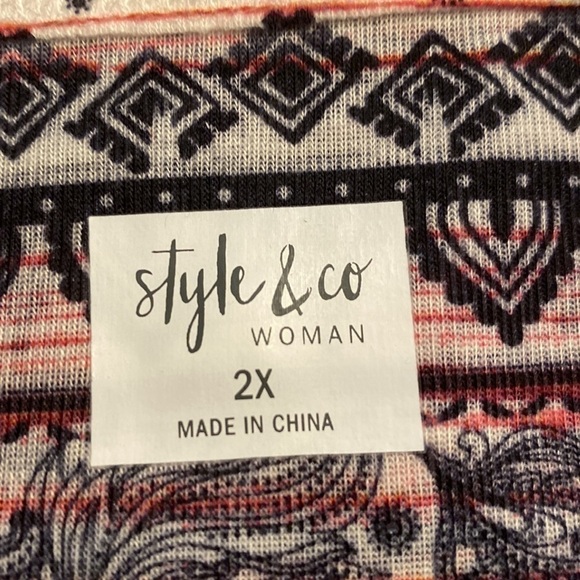 style & co
WOMAN
2X
MADE IN CHINA